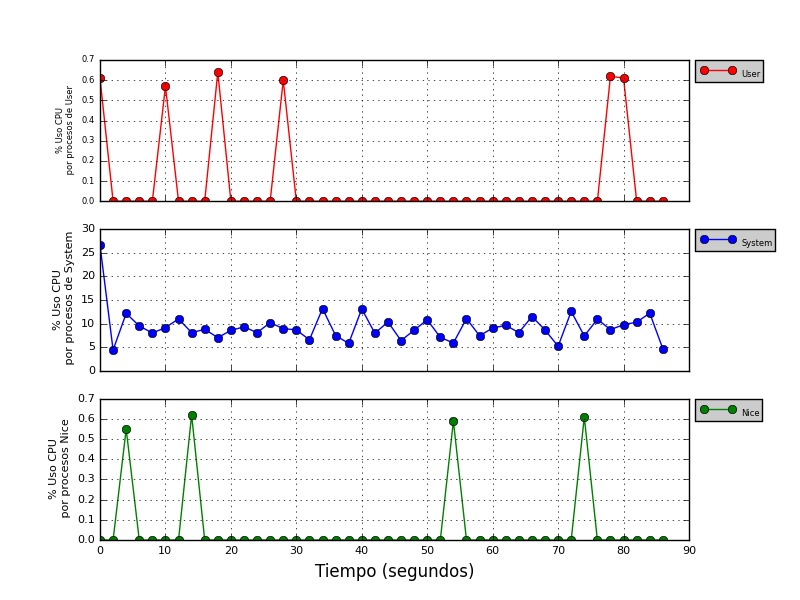 0.7
0.6
0.5
0.4
0.3
0.2
0.1
0.0
% Uso CPU
por procesos de User
User
30
25
20
15
10
5
0
% Uso CPU
por procesos de System
System
0.7
0.6
0.5
0.4
0.3
0.2
0.1
0.0
% Uso CPU
por procesos Nice
Nice
0 10 20 30 40 50 60 70 80 90
Tiempo (segundos)